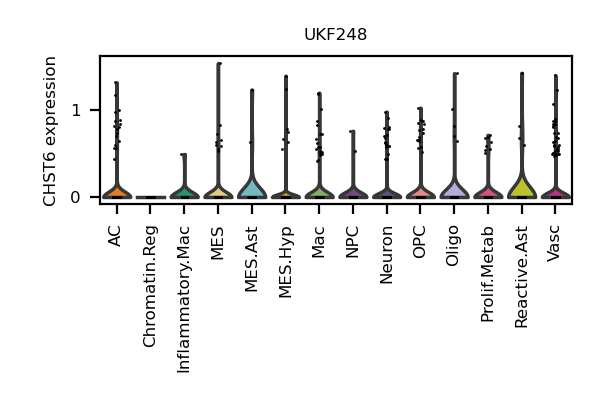 UKF248
CHST6 expression
1
0
AC
Chromatin.Reg
Inflammatory.Mac
MES
MES.Ast
MES.Hyp
Mac
NPC
Neuron
OPC
Oligo
Prolif.Metab
Reactive.Ast
Vasc